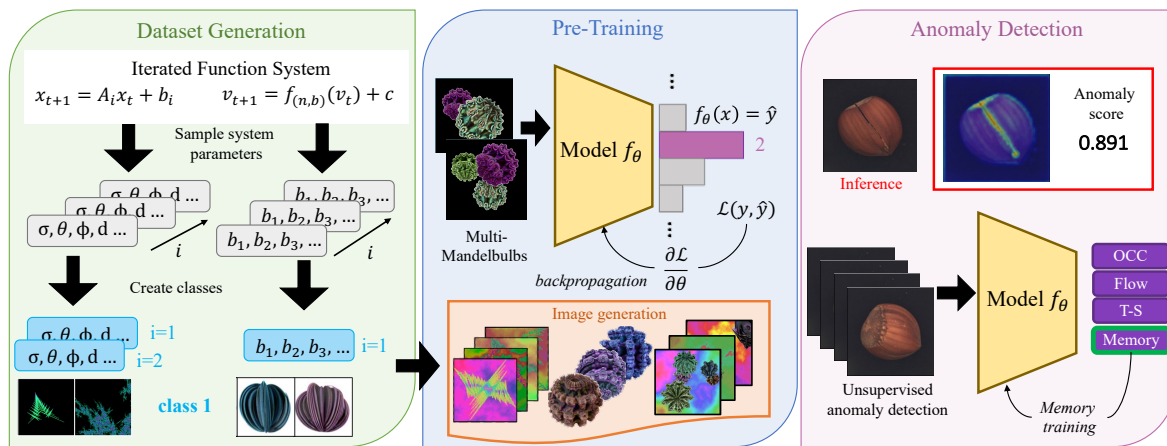 Dataset Generation
Iterated Function System
x_{t+1} = A_i x_t + b_i
v_{t+1} = f_{(n,b)}(v_t) + c
Sample system
parameters
σ, θ, ϕ, d ...
σ, θ, ϕ, d ...
σ, θ, ϕ, d ...
i
b_1, b_2, b_3, ...
b_1, b_2, b_3, ...
b_1, b_2, b_3, ...
i
Create classes
σ, θ, ϕ, d ...
i=1
σ, θ, ϕ, d ...
i=2
b_1, b_2, b_3, ...
i=1
class 1
Pre-Training
Multi-
Mandelbulbs
Model f_θ
...
f_θ(x) = ŷ
2
ℒ(y, ŷ)
...
backpropagation
∂ℒ
∂θ
Image generation
Anomaly Detection
Inference
Anomaly
score
0.891
Unsupervised
anomaly detection
Model f_θ
OCC
Flow
T-S
Memory
Memory
training